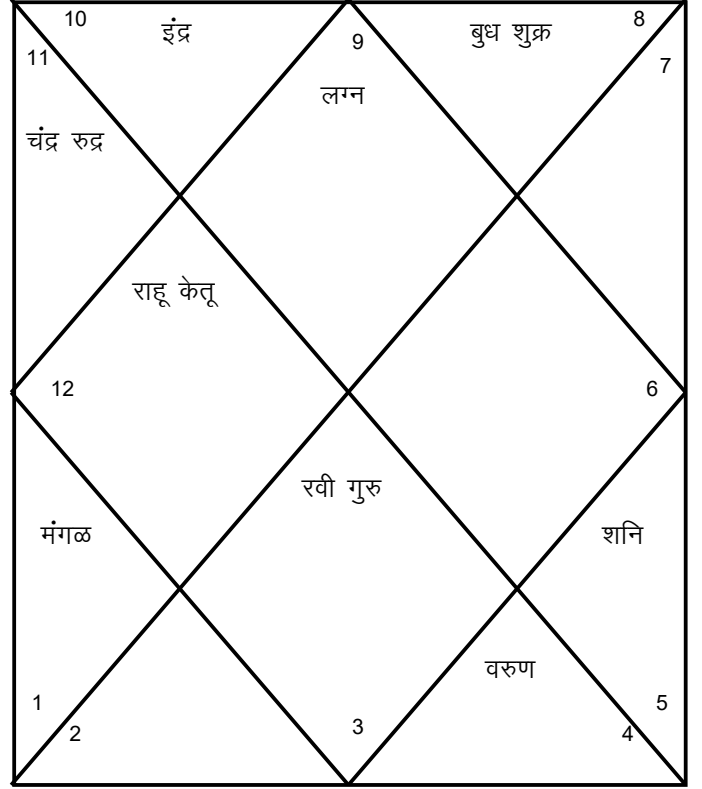 10
इंद्र
9
बुध शुक्र
8
11
7
लग्न
चंद्र रुद्र
राहू केतू
12
6
रवी गुरु
मंगळ
शनि
वरुण
1
2
3
4
5